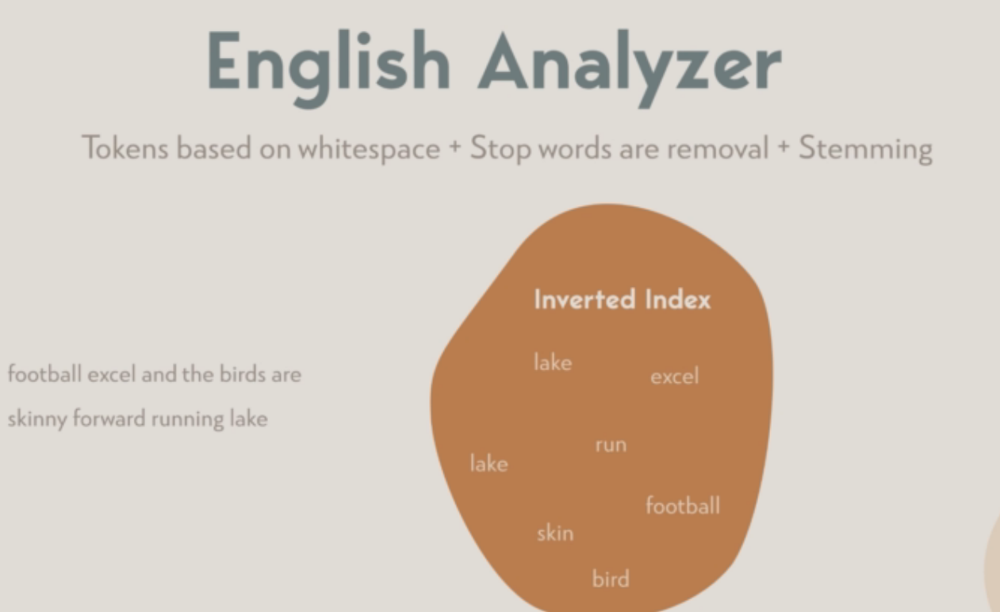 English Analyzer
Tokens based on whitespace + Stop words are removal + Stemming
football excel and the birds are
skinny forward running lake
Inverted Index
lake
excel
run
lake
football
skin
bird